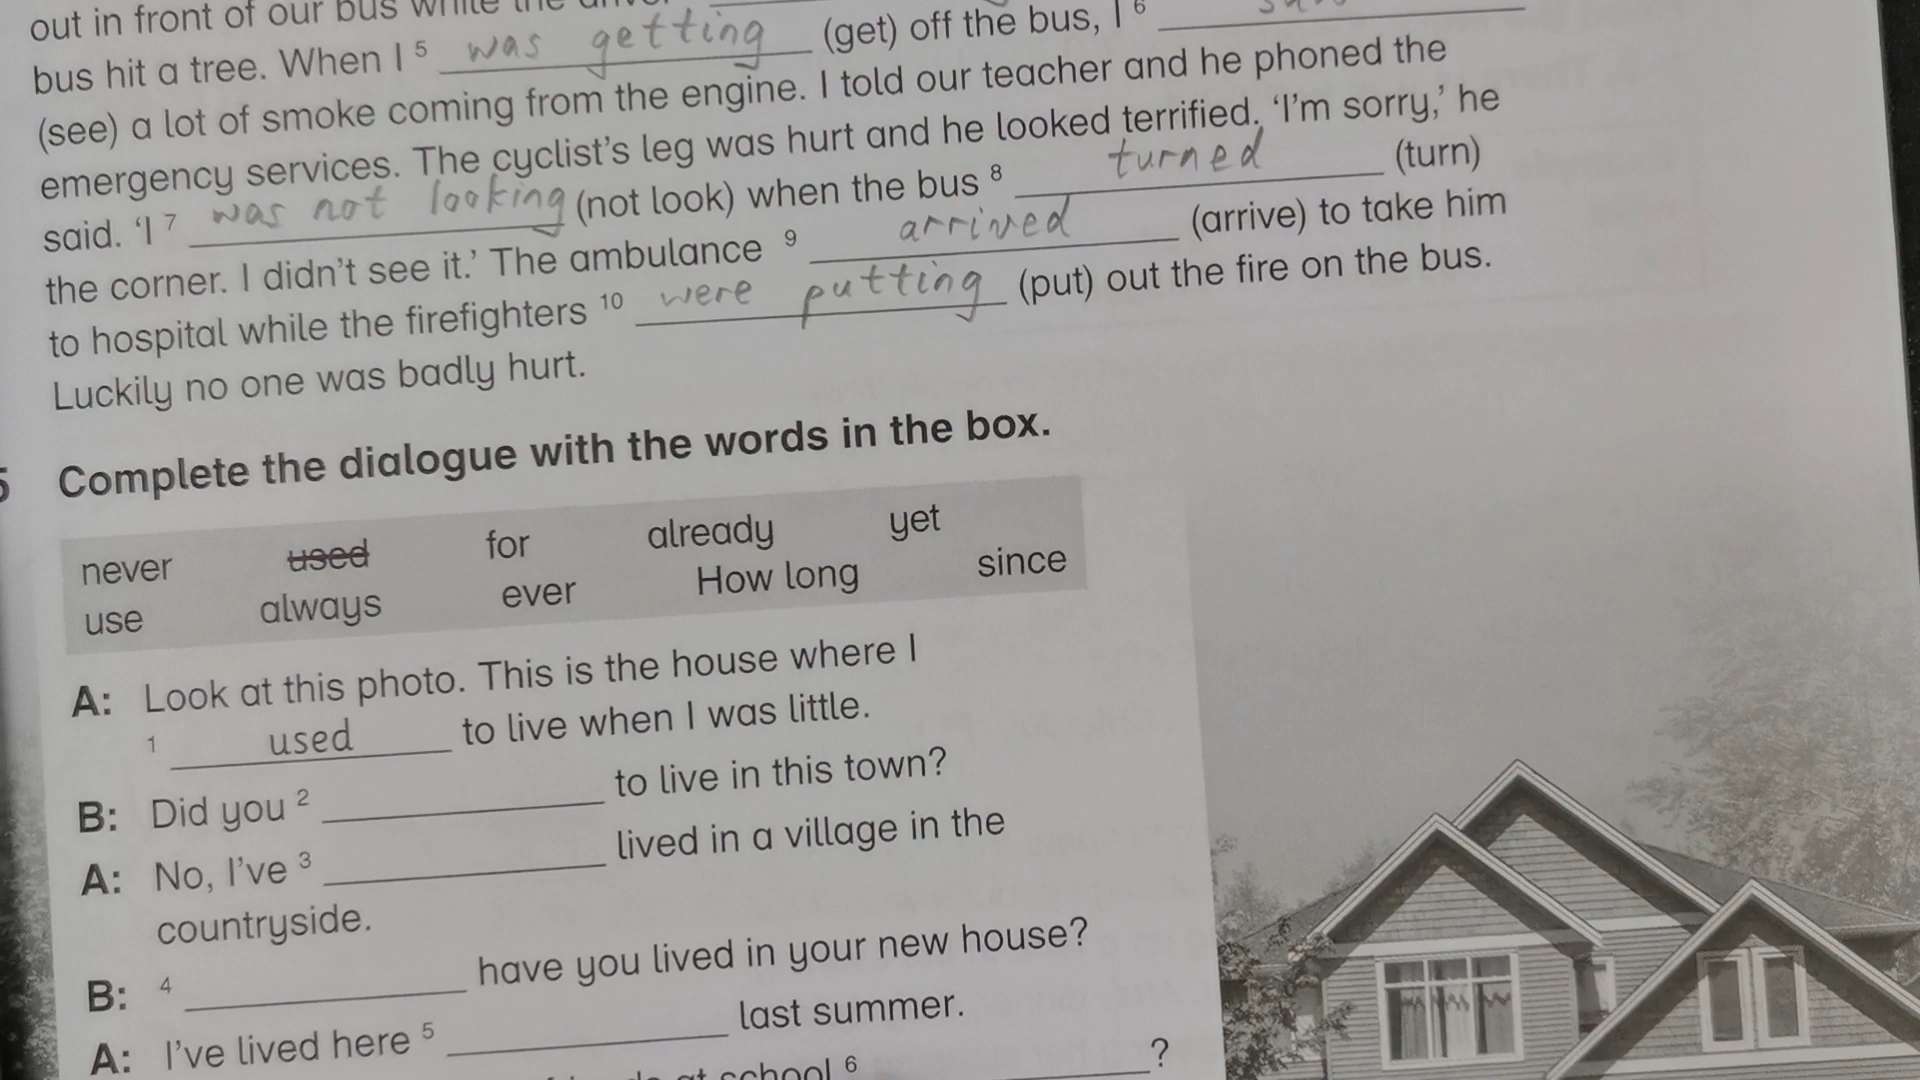 out in front of our bus while the
bus hit a tree. When I 5 was getting (get) off the bus, I 6
(see) a lot of smoke coming from the engine. I told our teacher and he phoned the
emergency services. The cyclist's leg was hurt and he looked terrified. 'I'm sorry,' he
said. 'I 7 was not looking (not look) when the bus 8 turned (turn)
the corner. I didn't see it.' The ambulance 9 arrived (arrive) to take him
to hospital while the firefighters 10 were putting (put) out the fire on the bus.
Luckily no one was badly hurt.
5 Complete the dialogue with the words in the box.
never used for already yet
use always ever How long since
A: Look at this photo. This is the house where I
1 used to live when I was little.
B: Did you 2 to live in this town?
A: No, I've 3 lived in a village in the
countryside.
B: 4 have you lived in your new house?
A: I've lived here 5 last summer.
at school 6 ?